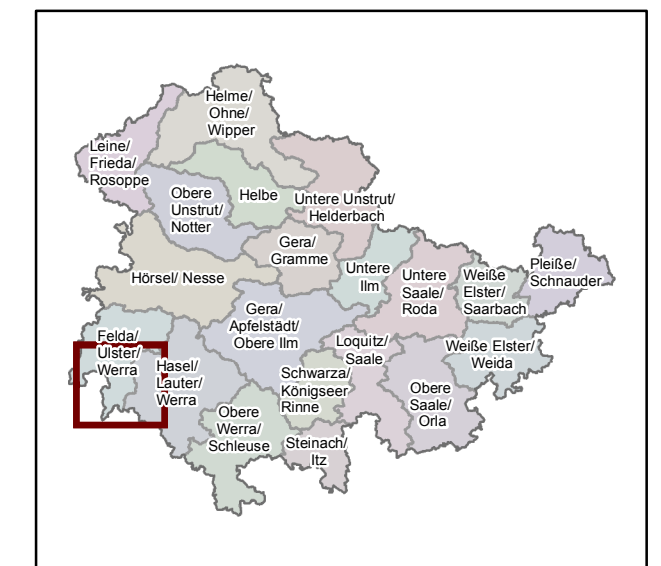 Helme/
Ohne/
Wipper
Leine/
Frieda/
Rosoppe
Obere
Unstrut/
Notter
Helbe
Untere Unstrut/
Helderbach
Gera/
Gramme
Hörsel/ Nesse
Untere
Ilm
Untere
Saale/
Roda
Weiße
Elster/
Saarbach
Pleiße/
Schnauder
Gera/
Apfelstädt/
Obere Ilm
Felda/
Ulster/
Werra
Hasel/
Lauter/
Werra
Loquitz/
Saale
Weiße Elster/
Weida
Schwarza/
Königseer
Rinne
Obere
Saale/
Orla
Obere
Werra/
Schleuse
Steinach/
Itz